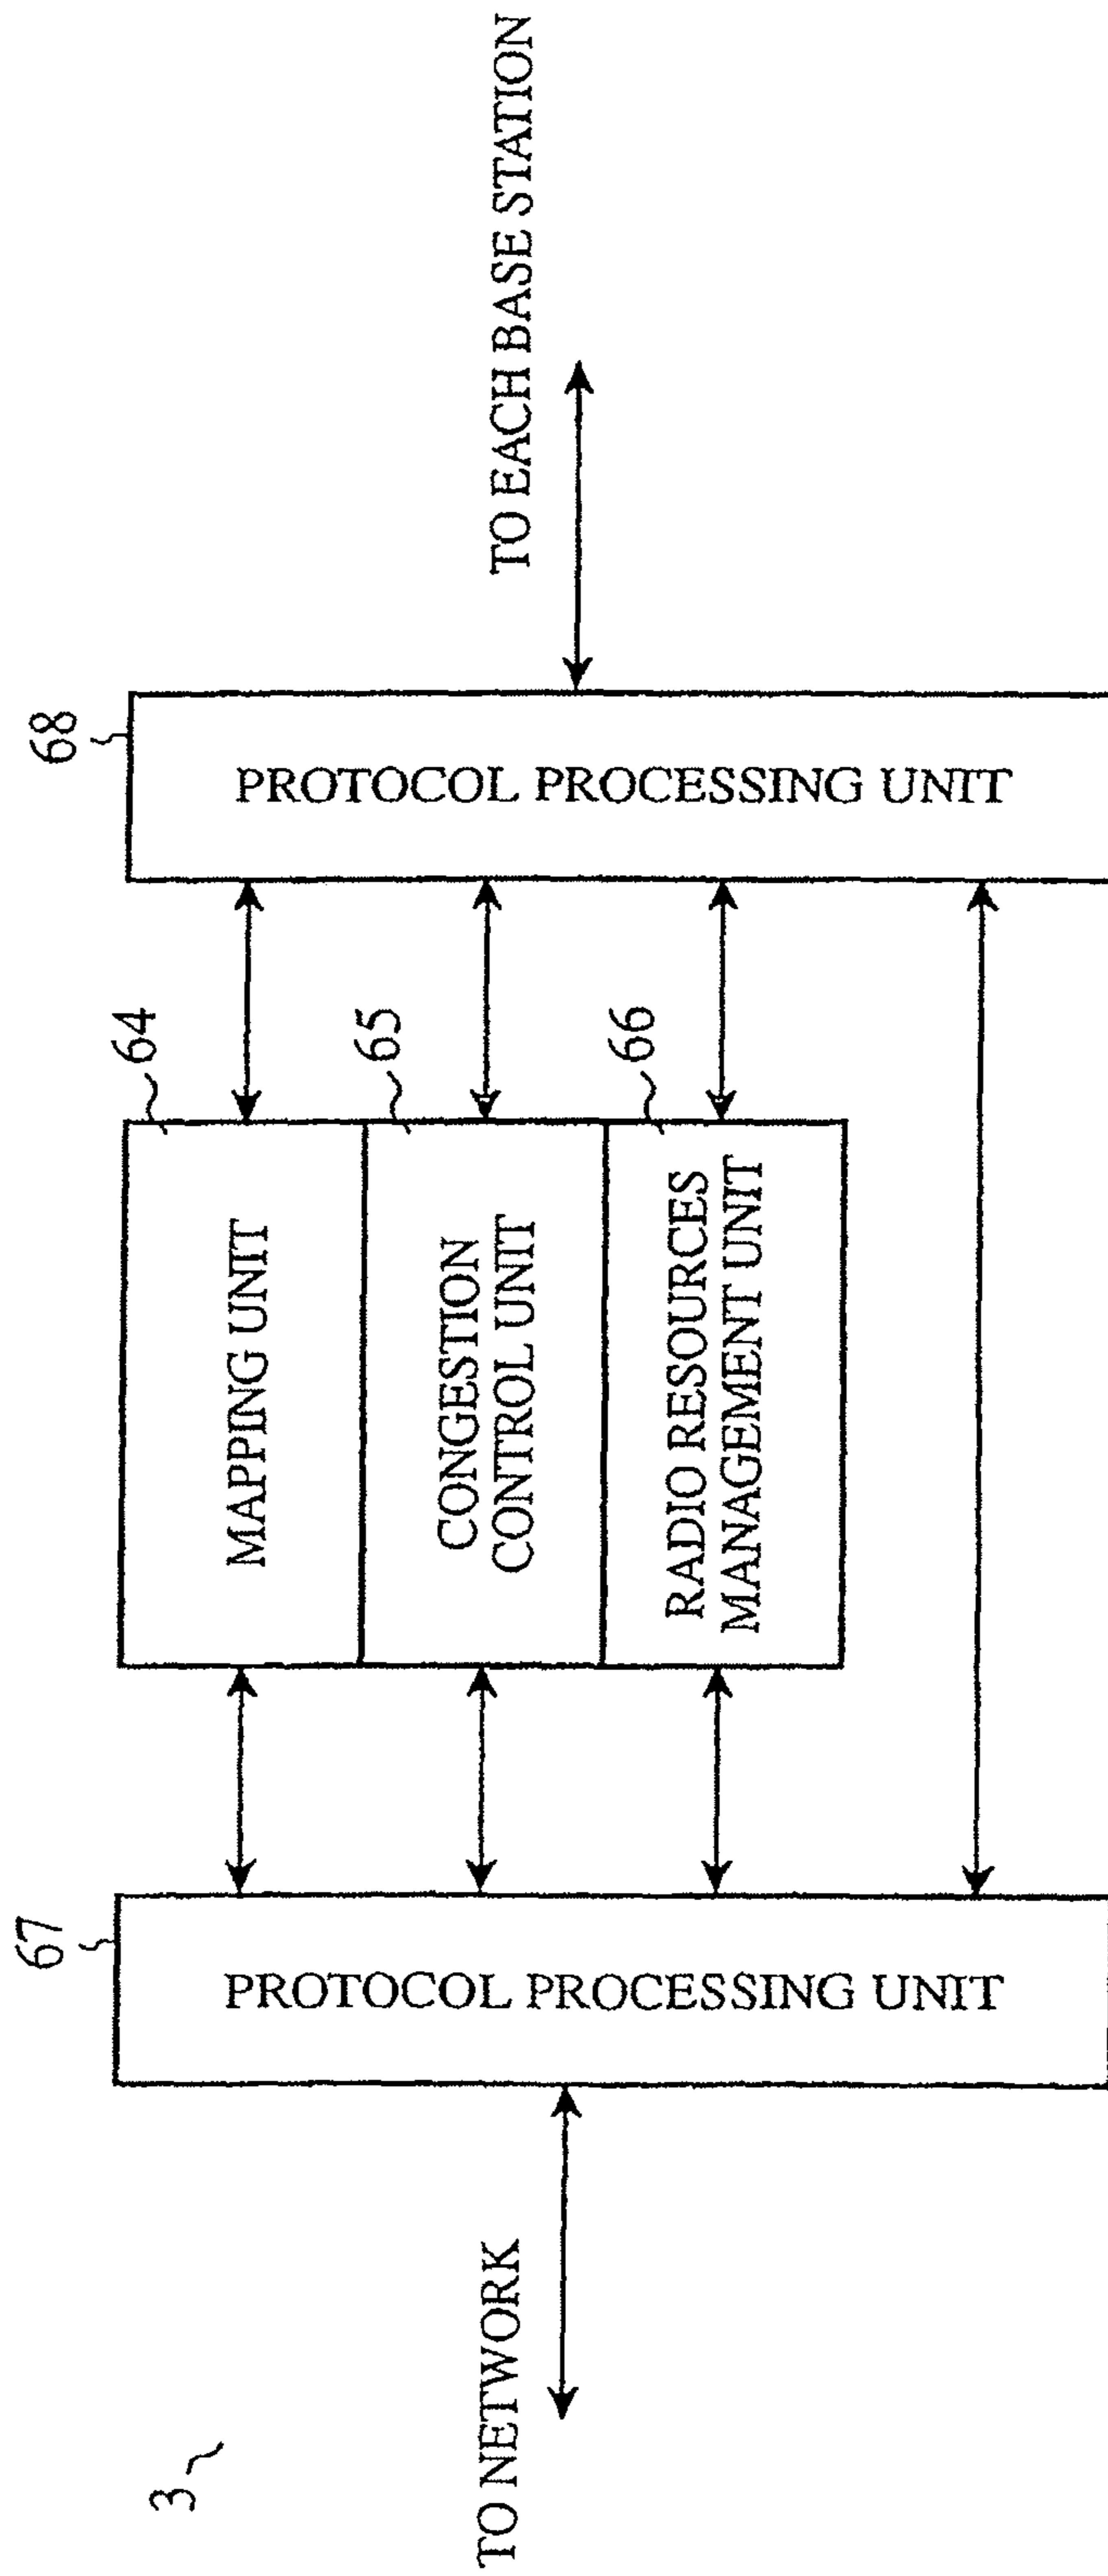 3
TO NETWORK
67
PROTOCOL PROCESSING UNIT
64
MAPPING UNIT
65
CONGESTION
CONTROL UNIT
66
RADIO RESOURCES
MANAGEMENT UNIT
68
PROTOCOL PROCESSING UNIT
TO EACH BASE STATION